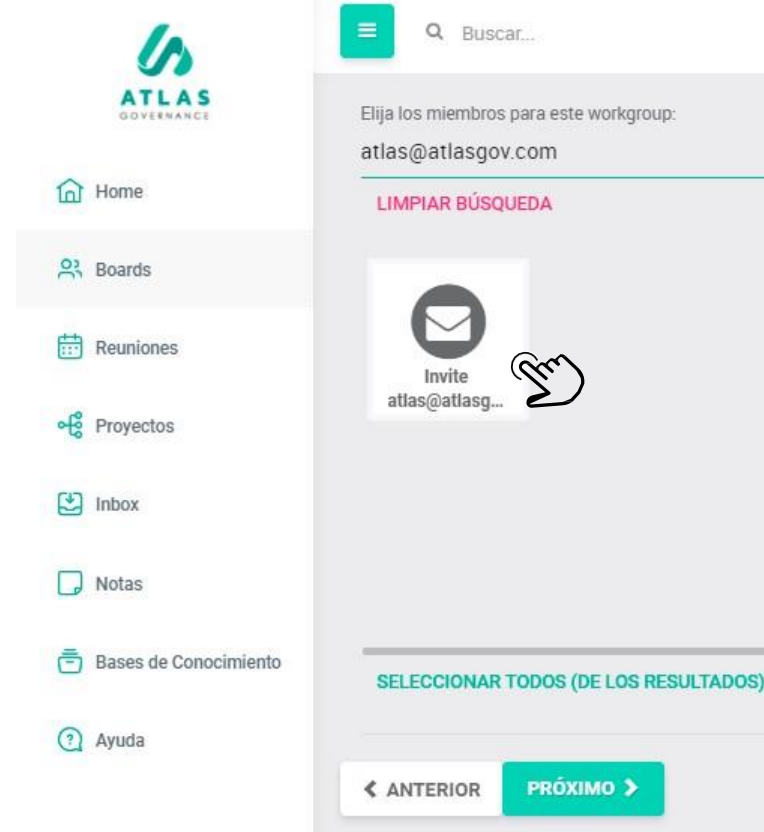 ATLAS
GOVERNANCE
Home
Boards
Reuniones
Proyectos
Inbox
Notas
Bases de Conocimiento
Ayuda
Buscar...
Elija los miembros para este workgroup:
atlas@atlasgov.com
LIMPIAR BÚSQUEDA
Invite
atlas@atlasg...
SELECCIONAR TODOS (DE LOS RESULTADOS)
ANTERIOR
PRÓXIMO